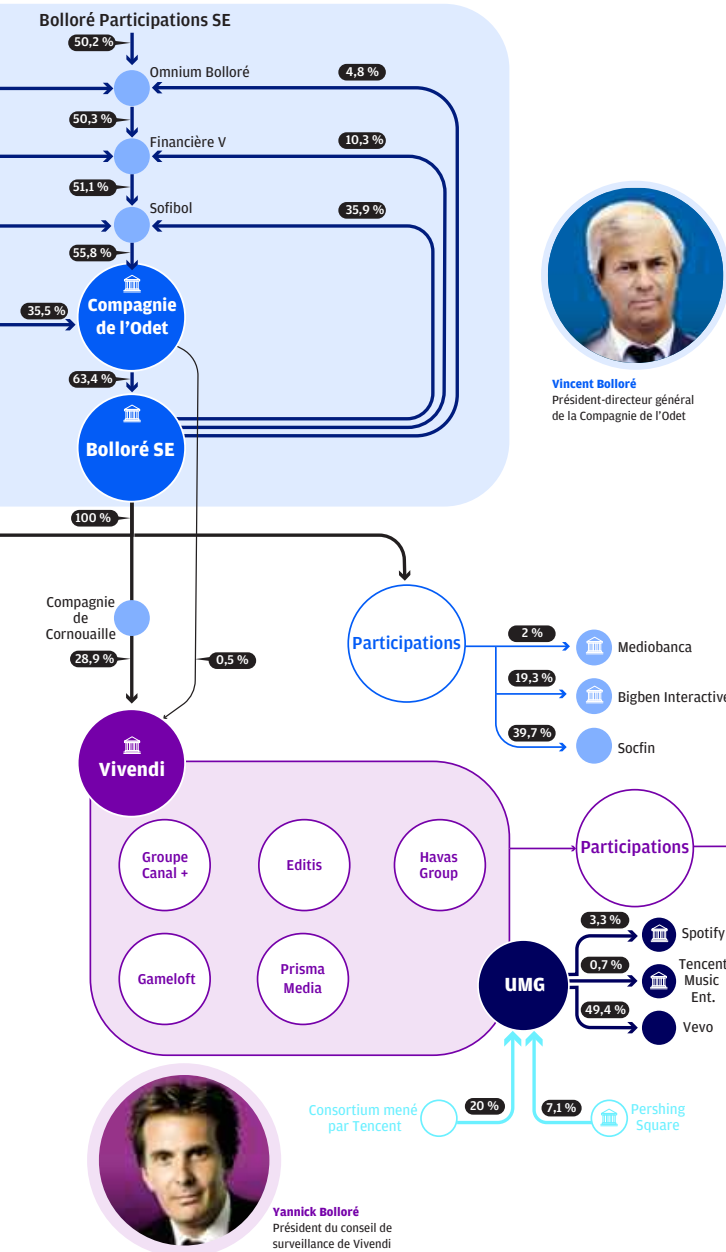 Bolloré Participations SE
50,2 %
Omnium Bolloré
4,8 %
50,3 %
Financière V
10,3 %
51,1 %
Sofibol
35,9 %
55,8 %
Compagnie
de l'Odet
35,5 %
63,4 %
Bolloré SE
Vincent Bolloré
Président-directeur général
de la Compagnie de l'Odet
100 %
Compagnie
de
Cornouaille
28,9 %
0,5 %
Participations
2 %
Mediobanca
19,3 %
Bigben Interactive
39,7 %
Socfin
Vivendi
Groupe
Canal +
Editis
Havas
Group
Participations
Gameloft
Prisma
Media
UMG
3,3 %
Spotify
0,7 %
Tencent
Music
Ent.
49,4 %
Vevo
Consortium mené
par Tencent
20 %
7,1 %
Pershing
Square
Yannick Bolloré
Président du conseil de
surveillance de Vivendi